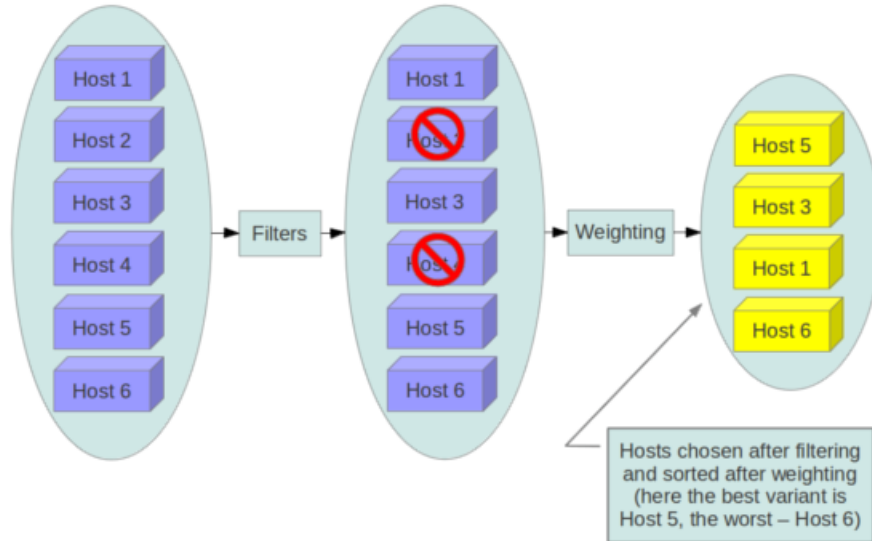 Host 1
Host 2
Host 3
Host 4
Host 5
Host 6
Filters
Host 1
Host 3
Host 5
Host 6
Weighting
Host 5
Host 3
Host 1
Host 6
Hosts chosen after filtering
and sorted after weighting
(here the best variant is
Host 5, the worst – Host 6)